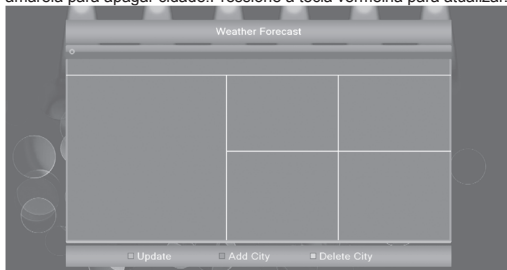 amarela para apagar cidade.Pressione a tecla vermelha para atualizar.
Weather Forecast
Update Add City Delete City